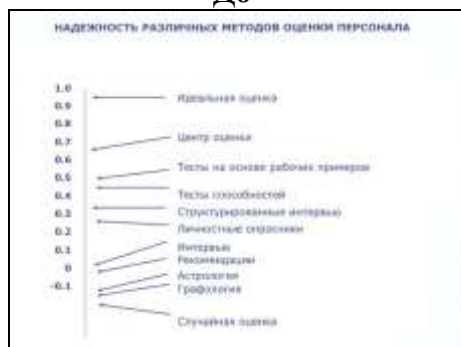 до
НАДЕЖНОСТЬ РАЗЛИЧНЫХ МЕТОДОВ ОЦЕНКИ ПЕРСОНАЛА
1.0
0.9
0.8
0.7
0.6
0.5
0.4
0.3
0.2
0.1
0
-0.1
Идеальная оценка
Центр оценки
Тесты на основе рабочих примеров
Тесты способностей
Структурированные интервью
Личностные опросники
Интервью
Рекомендации
Астрология
Графология
Случайная оценка